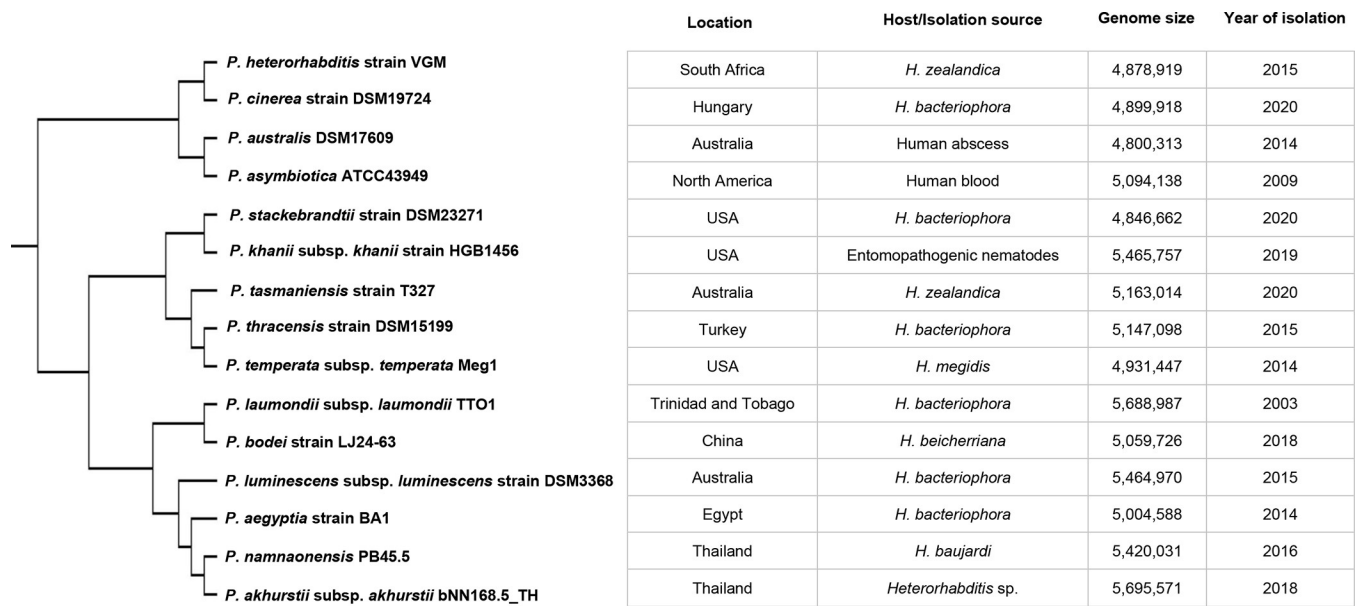 Location Host/Isolation source Genome size Year of isolation
P. heterorhabditis strain VGM South Africa H. zealandica 4,878,919 2015
P. cinerea strain DSM19724 Hungary H. bacteriophora 4,899,918 2020
P. australis DSM17609 Australia Human abscess 4,800,313 2014
P. asymbiotica ATCC43949 North America Human blood 5,094,138 2009
P. stackebrandtii strain DSM23271 USA H. bacteriophora 4,846,662 2020
P. khanii subsp. khanii strain HGB1456 USA Entomopathogenic nematodes 5,465,757 2019
P. tasmaniensis strain T327 Australia H. zealandica 5,163,014 2020
P. thracensis strain DSM15199 Turkey H. bacteriophora 5,147,098 2015
P. temperata subsp. temperata Meg1 USA H. megidis 4,931,447 2014
P. laumondii subsp. laumondii TTO1 Trinidad and Tobago H. bacteriophora 5,688,987 2003
P. bodei strain LJ24-63 China H. beicherriana 5,059,726 2018
P. luminescens subsp. luminescens strain DSM3368 Australia H. bacteriophora 5,464,970 2015
P. aegyptia strain BA1 Egypt H. bacteriophora 5,004,588 2014
P. namnaonensis PB45.5 Thailand H. baujardi 5,420,031 2016
P. akhurstii subsp. akhurstii bNN168.5_TH Thailand Heterorhabditis sp. 5,695,571 2018